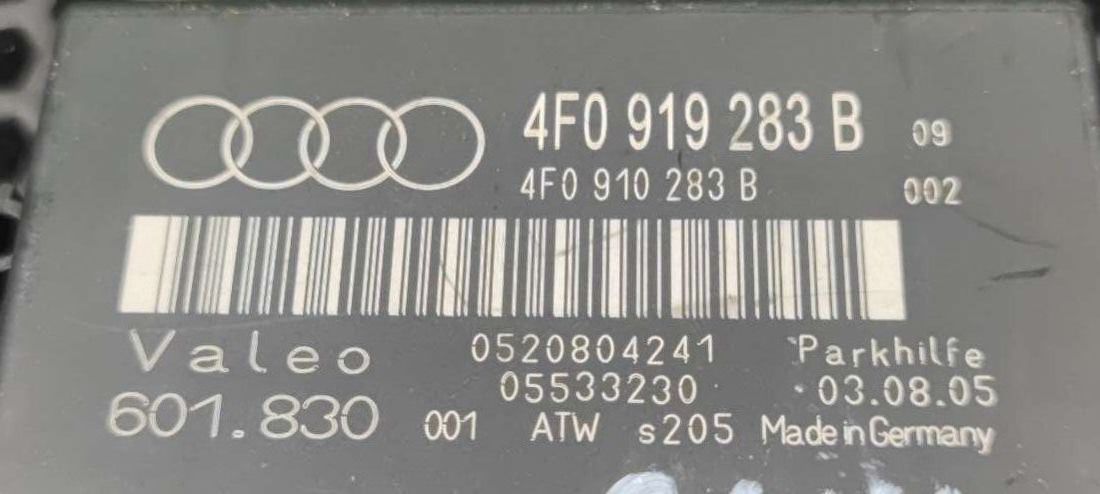 4F0 919 283 B 09
4F0 910 283 B 002
Valeo 0520804241 Parkhilfe
05533230 03.08.05
601.830 001 ATW s205 Made in Germany